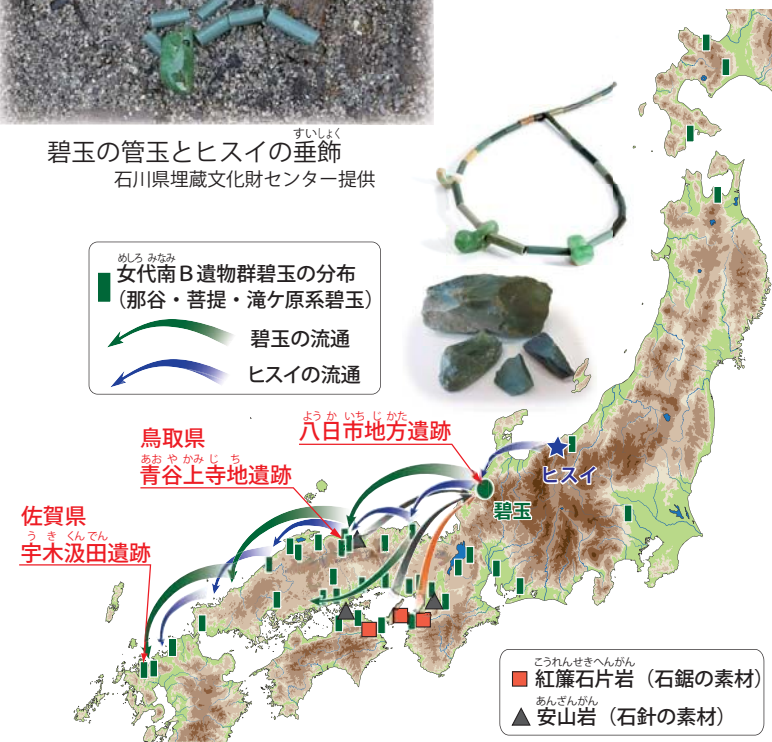 すいしょく
碧玉の管玉とヒスイの垂飾
石川県埋蔵文化財センター提供
めしろ みなみ
女代南B遺物群碧玉の分布
（那谷・菩提・滝ケ原系碧玉）
碧玉の流通
ヒスイの流通
よう か いち じ かた
八日市地方遺跡
鳥取県
あお や かみ じ ち
青谷上寺地遺跡
ヒスイ
碧玉
佐賀県
う き くんでん
宇木汲田遺跡
こうれんせきへんがん
紅簾石片岩（石鋸の素材）
あんざんがん
安山岩（石針の素材）